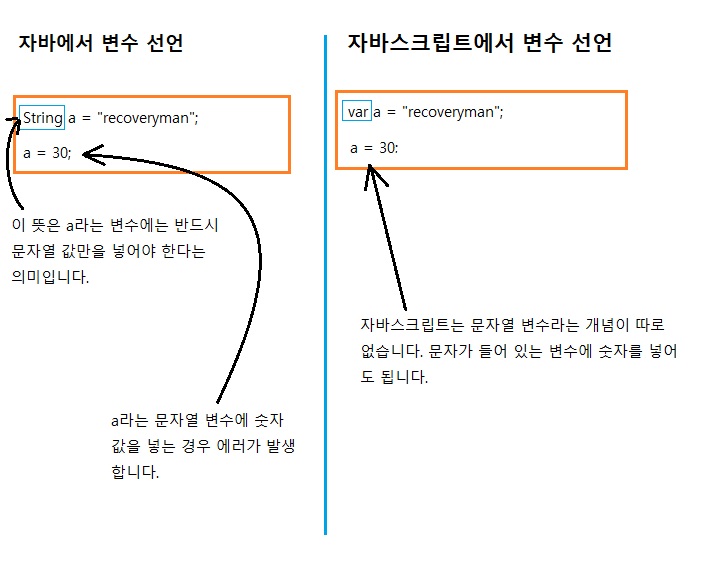 자바에서 변수 선언
String a = "recoveryman";
a = 30;
이 뜻은 a라는 변수에는 반드시
문자열 값만을 넣어야 한다는
의미입니다.
a라는 문자열 변수에 숫자
값을 넣는 경우 에러가 발생
합니다.
자바스크립트에서 변수 선언
var a = "recoveryman";
a = 30:
자바스크립트는 문자열 변수라는 개념이 따로
없습니다. 문자가 들어 있는 변수에 숫자를 넣어
도 됩니다.